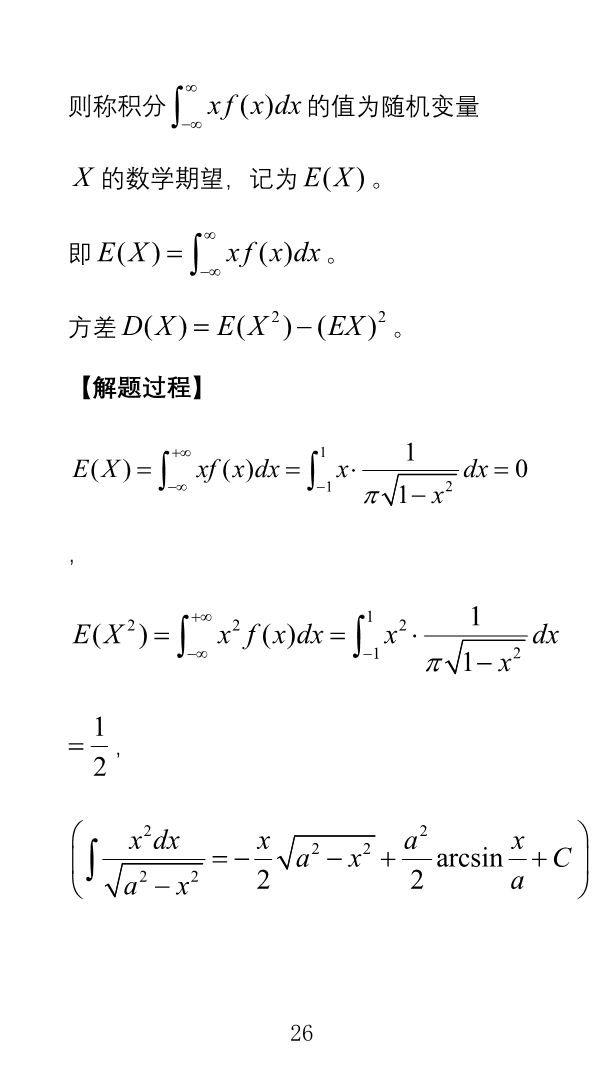 则称积分 $\int_{-\infty}^{\infty} xf(x)dx$ 的值为随机变量
$X$ 的数学期望，记为 $E(X)$ 。
即 $E(X)=\int_{-\infty}^{\infty} xf(x)dx$ 。
方差 $D(X)=E(X^2)-(EX)^2$ 。
【解题过程】
$E(X)=\int_{-\infty}^{+\infty} xf(x)dx=\int_{-1}^{1} x\cdot\frac{1}{\pi\sqrt{1-x^2}}dx=0$
，
$E(X^2)=\int_{-\infty}^{+\infty} x^2f(x)dx=\int_{-1}^{1} x^2\cdot\frac{1}{\pi\sqrt{1-x^2}}dx$
$=\frac{1}{2}$ ，
$\left(\int\frac{x^2dx}{\sqrt{a^2-x^2}}=-\frac{x}{2}\sqrt{a^2-x^2}+\frac{a^2}{2}\arcsin\frac{x}{a}+C\right)$
26